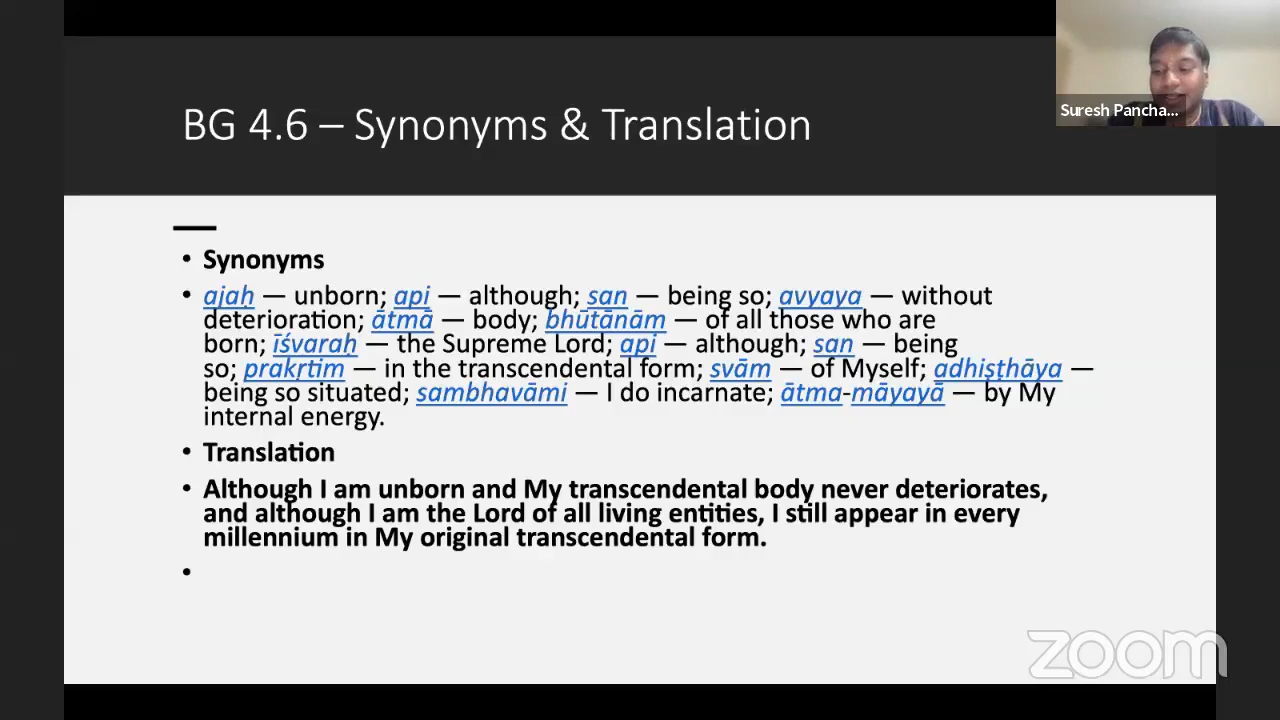 BG 4.6 – Synonyms & Translation
Suresh Pancha...
• Synonyms
• ajaḥ — unborn; api — although; san — being so; avyaya — without
deterioration; ātmā — body; bhūtānām — of all those who are
born; īśvaraḥ — the Supreme Lord; api — although; san — being
so; prakṛtim — in the transcendental form; svām — of Myself; adhiṣṭhāya —
being so situated; sambhavāmi — I do incarnate; ātma-māyayā — by My
internal energy.
• Translation
• Although I am unborn and My transcendental body never deteriorates,
and although I am the Lord of all living entities, I still appear in every
millennium in My original transcendental form.
•
zoom